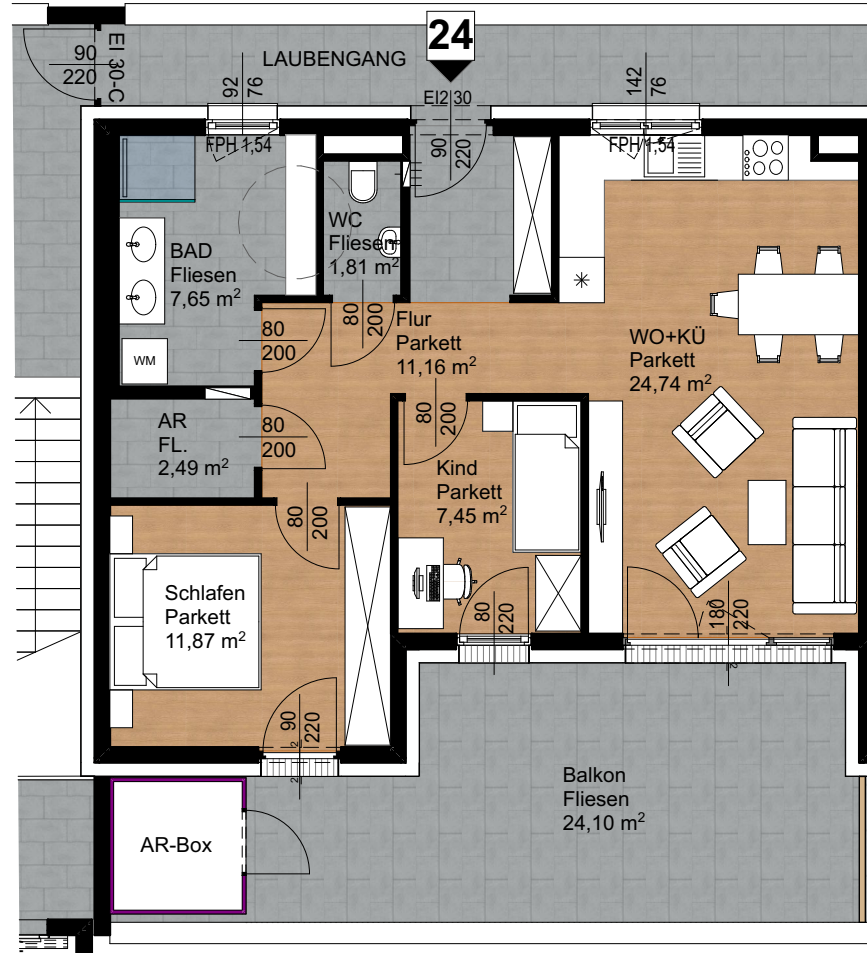 24
LAUBENGANG
90
220
EI 30-C
92
76
EI2 30
142
76
FPH 1,54
90
220
FPH 1,54
BAD
Fliesen
7,65 m²
WC
Fliesen
1,81 m²
WM
80
200
80
200
Flur
Parkett
11,16 m²
WO+KÜ
Parkett
24,74 m²
AR
FL.
2,49 m²
80
200
80
200
Kind
Parkett
7,45 m²
80
200
Schlafen
Parkett
11,87 m²
80
220
180
220
90
220
Balkon
Fliesen
24,10 m²
AR-Box